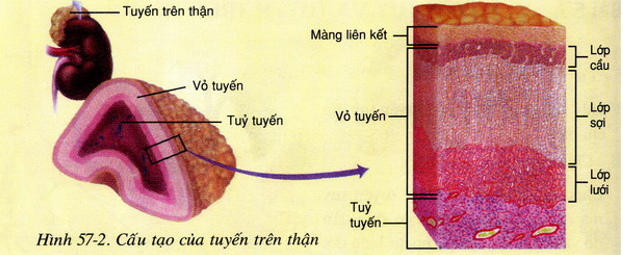 Tuyến trên thận
Vỏ tuyến
Tuỷ tuyến
Hình 57-2. Cấu tạo của tuyến trên thận
Màng liên kết
Vỏ tuyến
Tuỷ
tuyến
Lớp
cầu
Lớp
sợi
Lớp
lưới